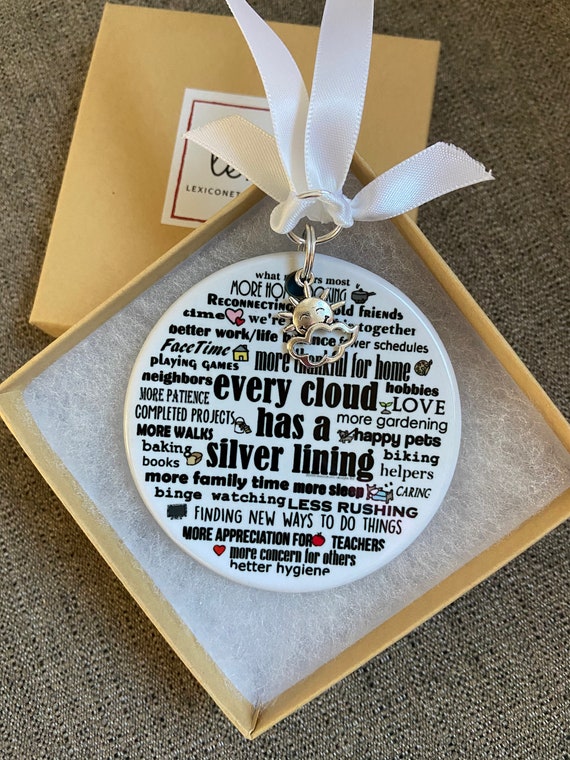 LEXICONET
what most
MORE
Reconnecting old friends
time we're together
better work/life schedules
FaceTime more for home
PLAYING GAMES
neighbors every cloud hobbies
MORE PATIENCE LOVE
COMPLETED PROJECTS has a more gardening
MORE WALKS happy pets
baking silver lining biking
books helpers
more family time more sleep CARING
binge watching LESS RUSHING
FINDING NEW WAYS TO DO THINGS
MORE APPRECIATION FOR TEACHERS
more concern for others
better hygiene